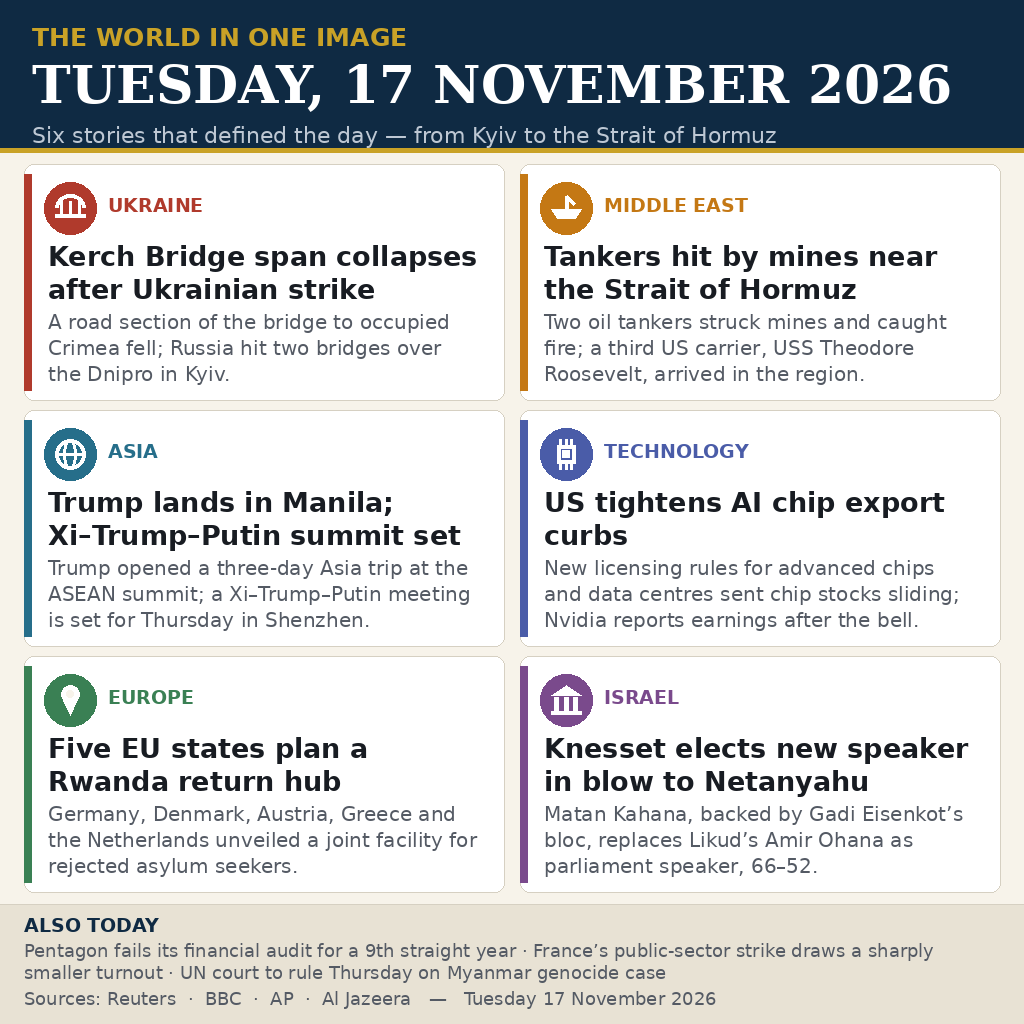 THE WORLD IN ONE IMAGE
TUESDAY, 17 NOVEMBER 2026
Six stories that defined the day — from Kyiv to the Strait of Hormuz
UKRAINE
Kerch Bridge span collapses
after Ukrainian strike
A road section of the bridge to occupied
Crimea fell; Russia hit two bridges over
the Dnipro in Kyiv.
MIDDLE EAST
Tankers hit by mines near
the Strait of Hormuz
Two oil tankers struck mines and caught
fire; a third US carrier, USS Theodore
Roosevelt, arrived in the region.
ASIA
Trump lands in Manila;
Xi–Trump–Putin summit set
Trump opened a three-day Asia trip at the
ASEAN summit; a Xi–Trump–Putin meeting
is set for Thursday in Shenzhen.
TECHNOLOGY
US tightens AI chip export
curbs
New licensing rules for advanced chips
and data centres sent chip stocks sliding;
Nvidia reports earnings after the bell.
EUROPE
Five EU states plan a
Rwanda return hub
Germany, Denmark, Austria, Greece and
the Netherlands unveiled a joint facility for
rejected asylum seekers.
ISRAEL
Knesset elects new speaker
in blow to Netanyahu
Matan Kahana, backed by Gadi Eisenkot’s
bloc, replaces Likud’s Amir Ohana as
parliament speaker, 66–52.
ALSO TODAY
Pentagon fails its financial audit for a 9th straight year · France’s public-sector strike draws a sharply
smaller turnout · UN court to rule Thursday on Myanmar genocide case
Sources: Reuters · BBC · AP · Al Jazeera — Tuesday 17 November 2026